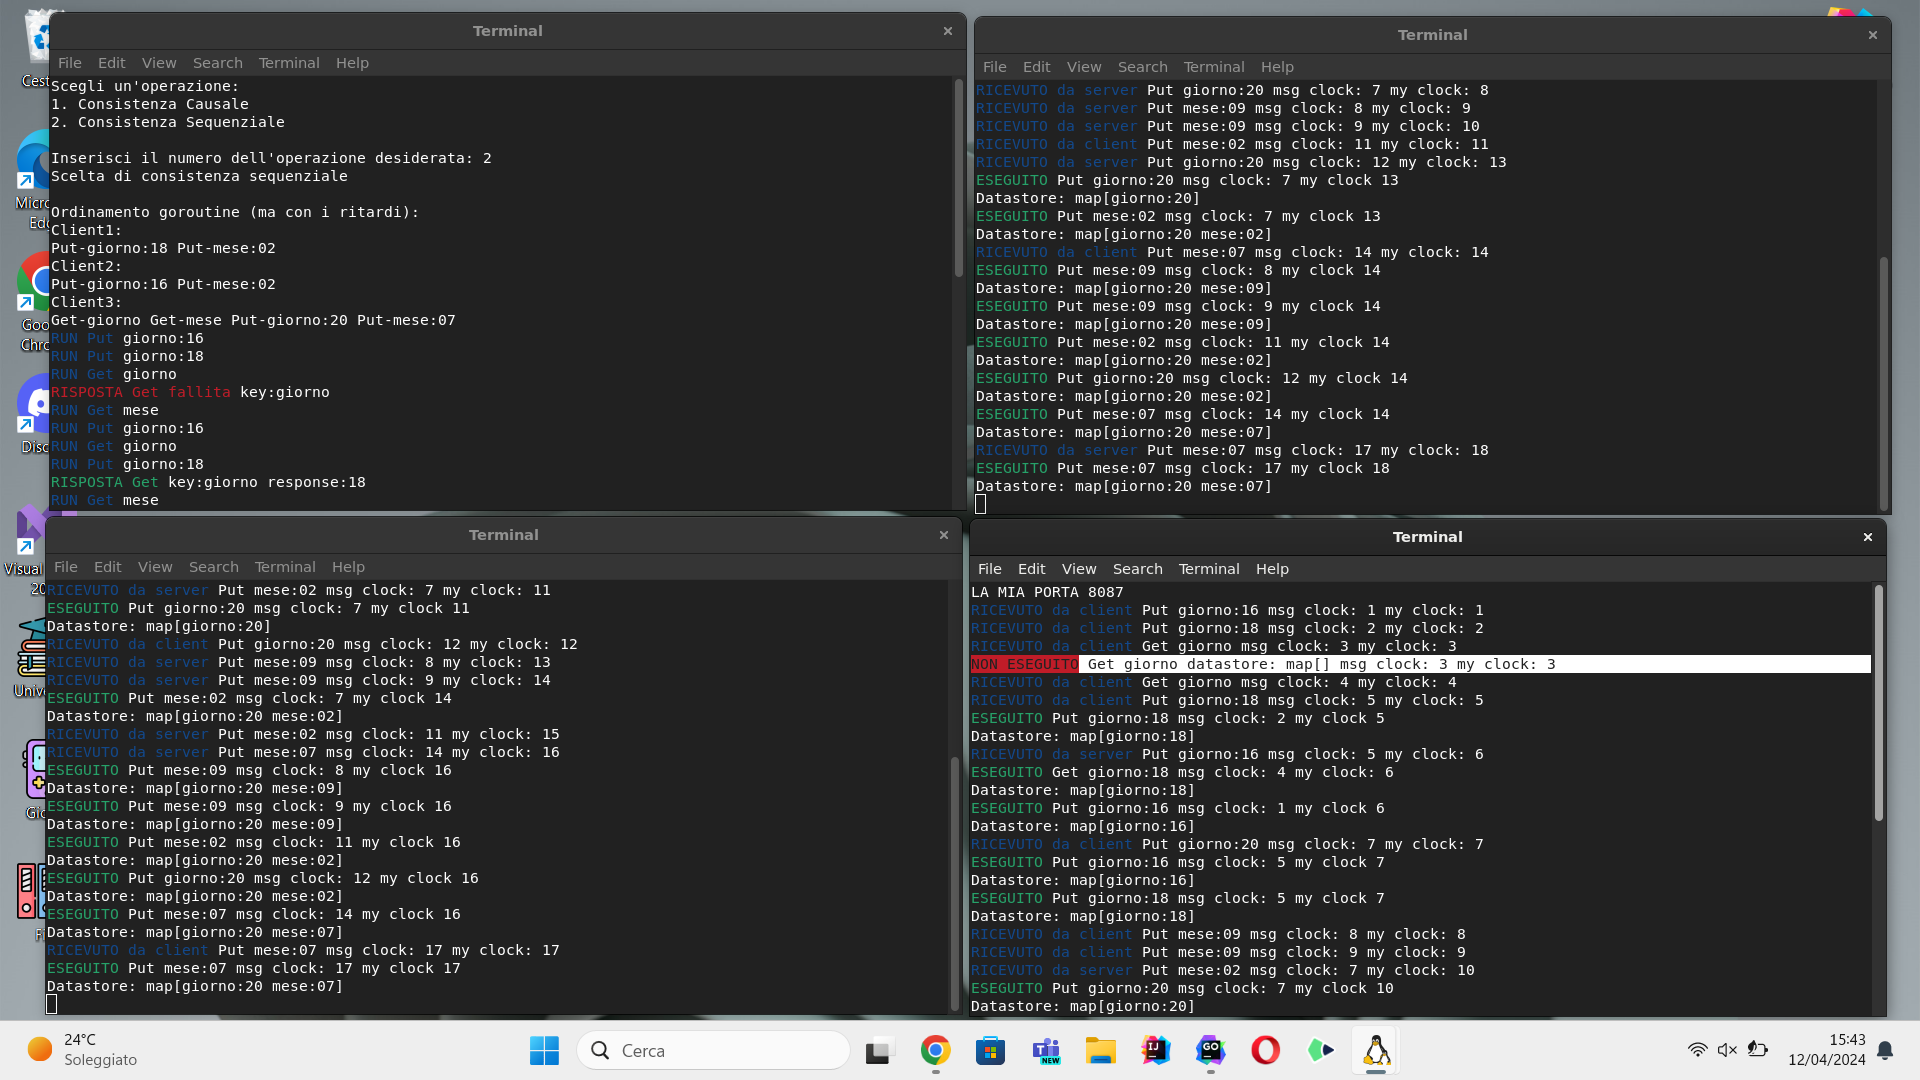 Cest
Micro
Edg
Goo
Chro
Disc
Visual
20
Unive
Gio
Fi
Terminal
File Edit View Search Terminal Help
Scegli un'operazione:
1. Consistenza Causale
2. Consistenza Sequenziale
Inserisci il numero dell'operazione desiderata: 2
Scelta di consistenza sequenziale
Ordinamento goroutine (ma con i ritardi):
Client1:
Put-giorno:18 Put-mese:02
Client2:
Put-giorno:16 Put-mese:02
Client3:
Get-giorno Get-mese Put-giorno:20 Put-mese:07
RUN Put giorno:16
RUN Put giorno:18
RUN Get giorno
RISPOSTA Get fallita key:giorno
RUN Get mese
RUN Put giorno:16
RUN Get giorno
RUN Put giorno:18
RISPOSTA Get key:giorno response:18
RUN Get mese
Terminal
File Edit View Search Terminal Help
RICEVUTO da server Put giorno:20 msg clock: 7 my clock: 8
RICEVUTO da server Put mese:09 msg clock: 8 my clock: 9
RICEVUTO da server Put mese:09 msg clock: 9 my clock: 10
RICEVUTO da client Put mese:02 msg clock: 11 my clock: 11
RICEVUTO da server Put giorno:20 msg clock: 12 my clock: 13
ESEGUITO Put giorno:20 msg clock: 7 my clock 13
Datastore: map[giorno:20]
ESEGUITO Put mese:02 msg clock: 7 my clock 13
Datastore: map[giorno:20 mese:02]
RICEVUTO da client Put mese:07 msg clock: 14 my clock: 14
ESEGUITO Put mese:09 msg clock: 8 my clock 14
Datastore: map[giorno:20 mese:09]
ESEGUITO Put mese:09 msg clock: 9 my clock 14
Datastore: map[giorno:20 mese:09]
ESEGUITO Put mese:02 msg clock: 11 my clock 14
Datastore: map[giorno:20 mese:02]
ESEGUITO Put giorno:20 msg clock: 12 my clock 14
Datastore: map[giorno:20 mese:02]
ESEGUITO Put mese:07 msg clock: 14 my clock 14
Datastore: map[giorno:20 mese:07]
RICEVUTO da server Put mese:07 msg clock: 17 my clock: 18
ESEGUITO Put mese:07 msg clock: 17 my clock 18
Datastore: map[giorno:20 mese:07]
Terminal
File Edit View Search Terminal Help
RICEVUTO da server Put mese:02 msg clock: 7 my clock: 11
ESEGUITO Put giorno:20 msg clock: 7 my clock 11
Datastore: map[giorno:20]
RICEVUTO da client Put giorno:20 msg clock: 12 my clock: 12
RICEVUTO da server Put mese:09 msg clock: 8 my clock: 13
RICEVUTO da server Put mese:09 msg clock: 9 my clock: 14
ESEGUITO Put mese:02 msg clock: 7 my clock 14
Datastore: map[giorno:20 mese:02]
RICEVUTO da server Put mese:02 msg clock: 11 my clock: 15
RICEVUTO da server Put mese:07 msg clock: 14 my clock: 16
ESEGUITO Put mese:09 msg clock: 8 my clock 16
Datastore: map[giorno:20 mese:09]
ESEGUITO Put mese:09 msg clock: 9 my clock 16
Datastore: map[giorno:20 mese:09]
ESEGUITO Put mese:02 msg clock: 11 my clock 16
Datastore: map[giorno:20 mese:02]
ESEGUITO Put giorno:20 msg clock: 12 my clock 16
Datastore: map[giorno:20 mese:02]
ESEGUITO Put mese:07 msg clock: 14 my clock 16
Datastore: map[giorno:20 mese:07]
RICEVUTO da client Put mese:07 msg clock: 17 my clock: 17
ESEGUITO Put mese:07 msg clock: 17 my clock 17
Datastore: map[giorno:20 mese:07]
Terminal
File Edit View Search Terminal Help
LA MIA PORTA 8087
RICEVUTO da client Put giorno:16 msg clock: 1 my clock: 1
RICEVUTO da client Put giorno:18 msg clock: 2 my clock: 2
RICEVUTO da client Get giorno msg clock: 3 my clock: 3
NON ESEGUITO Get giorno datastore: map[] msg clock: 3 my clock: 3
RICEVUTO da client Get giorno msg clock: 4 my clock: 4
RICEVUTO da client Put giorno:18 msg clock: 5 my clock: 5
ESEGUITO Put giorno:18 msg clock: 2 my clock 5
Datastore: map[giorno:18]
RICEVUTO da server Put giorno:16 msg clock: 5 my clock: 6
ESEGUITO Get giorno:18 msg clock: 4 my clock: 6
Datastore: map[giorno:18]
ESEGUITO Put giorno:16 msg clock: 1 my clock 6
Datastore: map[giorno:16]
RICEVUTO da client Put giorno:20 msg clock: 7 my clock: 7
ESEGUITO Put giorno:16 msg clock: 5 my clock 7
Datastore: map[giorno:16]
ESEGUITO Put giorno:18 msg clock: 5 my clock 7
Datastore: map[giorno:18]
RICEVUTO da client Put mese:09 msg clock: 8 my clock: 8
RICEVUTO da client Put mese:09 msg clock: 9 my clock: 9
RICEVUTO da server Put mese:02 msg clock: 7 my clock: 10
ESEGUITO Put giorno:20 msg clock: 7 my clock 10
Datastore: map[giorno:20]
24°C
Soleggiato
Cerca
NEW
IJ
GO
15:43
12/04/2024